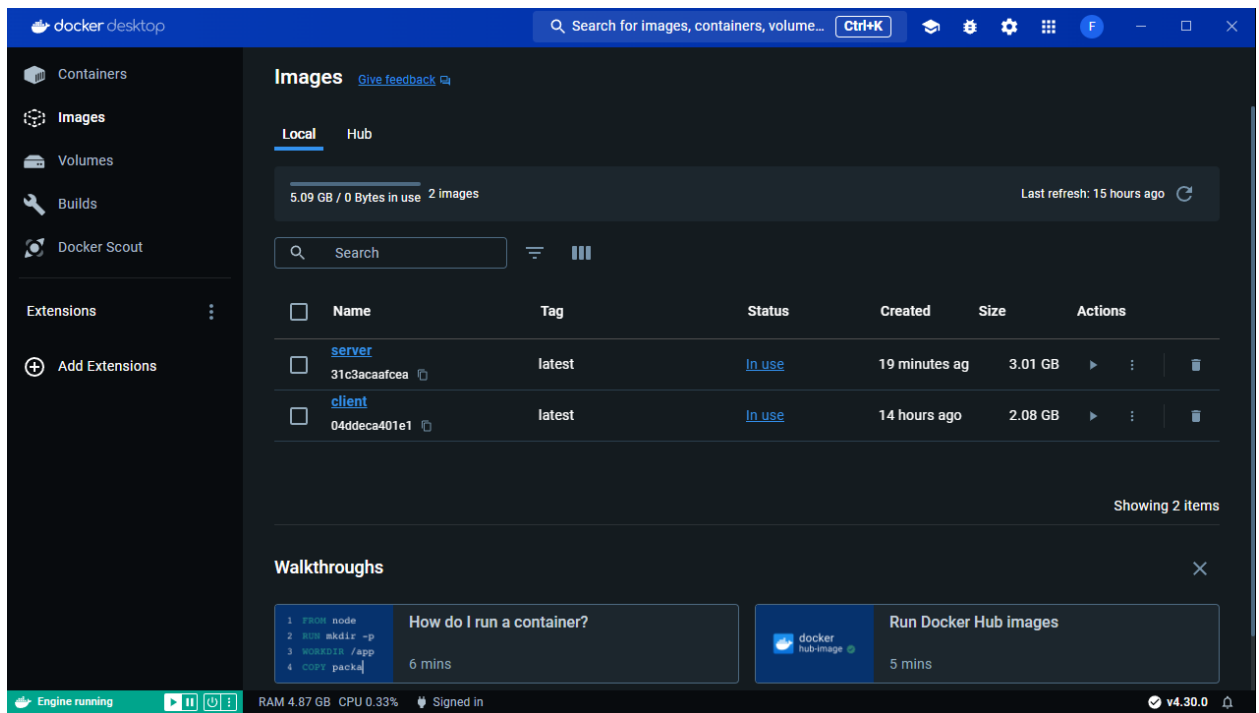 docker desktop
Search for images, containers, volume... Ctrl+K
F
Containers
Images
Volumes
Builds
Docker Scout
Extensions
Add Extensions
Images Give feedback
Local Hub
5.09 GB / 0 Bytes in use 2 images
Last refresh: 15 hours ago
Search
Name Tag Status Created Size Actions
server
31c3acaafcea
latest In use 19 minutes ag 3.01 GB
client
04ddeca401e1
latest In use 14 hours ago 2.08 GB
Showing 2 items
Walkthroughs
1 FROM node
2 RUN mkdir -p
3 WORKDIR /app
4 COPY packa
How do I run a container?
6 mins
docker
hub-image
Run Docker Hub images
5 mins
Engine running
RAM 4.87 GB CPU 0.33% Signed in
v4.30.0